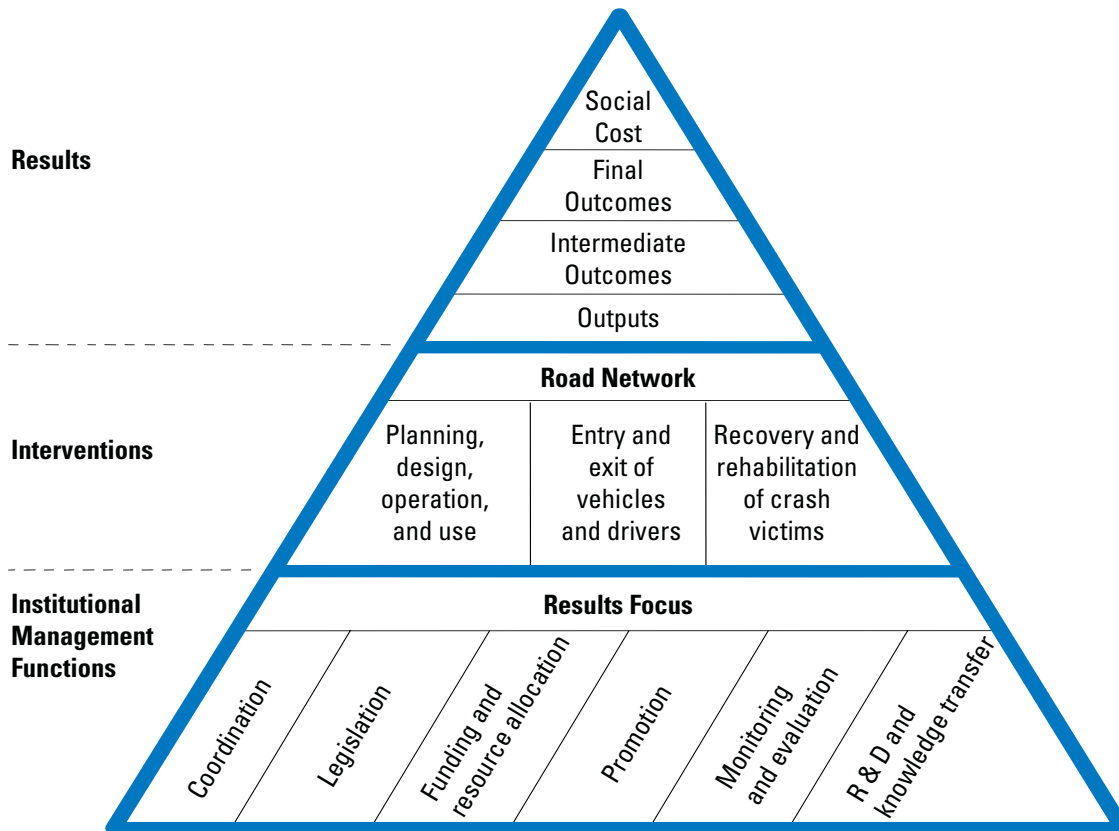 Results
Social
Cost
Final
Outcomes
Intermediate
Outcomes
Outputs
Interventions
Road Network
Planning,
design,
operation,
and use
Entry and
exit of
vehicles
and drivers
Recovery and
rehabilitation
of crash
victims
Institutional
Management
Functions
Results Focus
Coordination
Legislation
Funding and
resource allocation
Promotion
Monitoring
and evaluation
R & D and
knowledge transfer